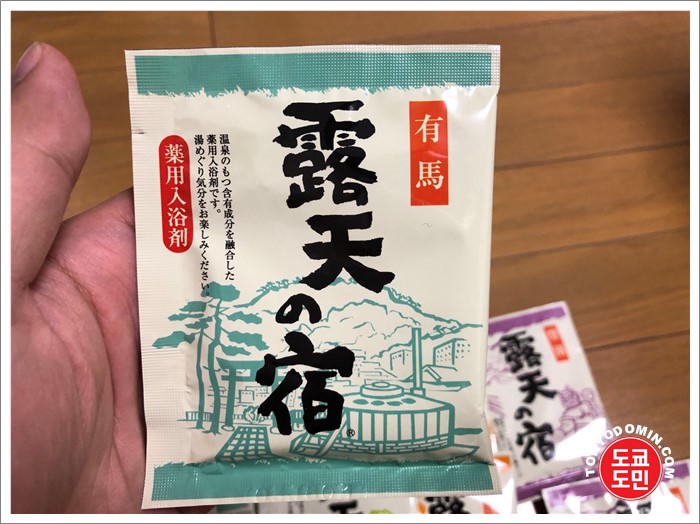 有馬
露天の宿
®
温泉のもつ含有成分を融合した
薬用入浴剤です。
湯めぐり気分をお楽しみください。
薬用入浴剤
露天の宿
露天
TOKYODOMIN.COM
도쿄
도민